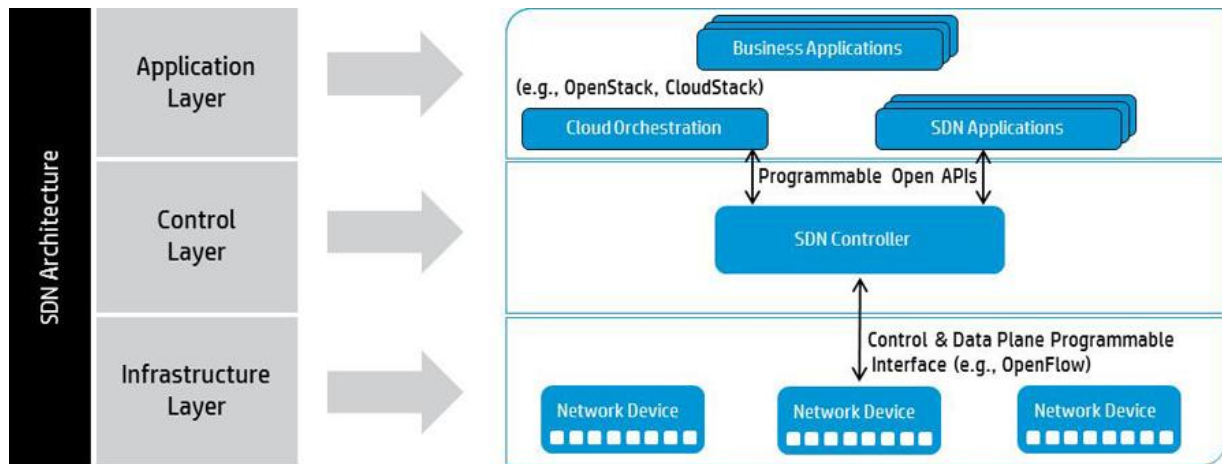 SDN Architecture
Application
Layer
Control
Layer
Infrastructure
Layer
Business Applications
(e.g., OpenStack, CloudStack)
Cloud Orchestration
SDN Applications
Programmable Open APIs
SDN Controller
Control & Data Plane Programmable
Interface (e.g., OpenFlow)
Network Device
Network Device
Network Device